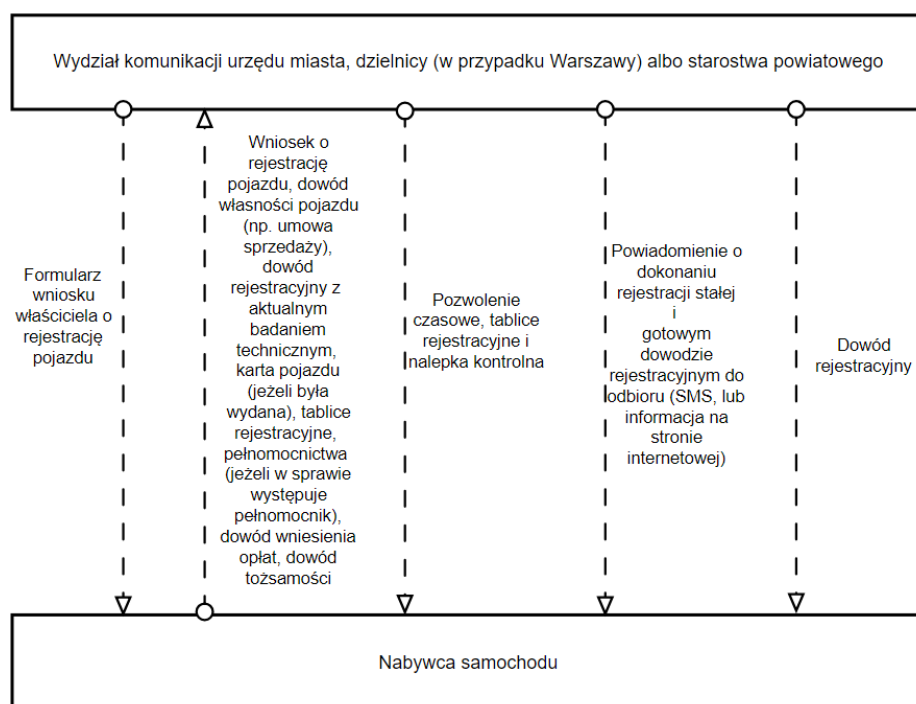 Wydział komunikacji urzędu miasta, dzielnicy (w przypadku Warszawy) albo starostwa powiatowego
Formularz
wniosku
właściciela o
rejestrację
pojazdu
Wniosek o
rejestrację
pojazdu, dowód
własności pojazdu
(np. umowa
sprzedaży),
dowód
rejestracyjny z
aktualnym
badaniem
technicznym,
karta pojazdu
(jeżeli była
wydana), tablice
rejestracyjne,
pełnomocnictwa
(jeżeli w sprawie
występuje
pełnomocnik),
dowód wniesienia
opłat, dowód
tożsamości
Pozwolenie
czasowe, tablice
rejestracyjne i
nalepka kontrolna
Powiadomienie o
dokonaniu
rejestracji stałej
i
gotowym
dowodzie
rejestracyjnym do
odbioru (SMS, lub
informacja na
stronie
internetowej)
Dowód
rejestracyjny
Nabywca samochodu